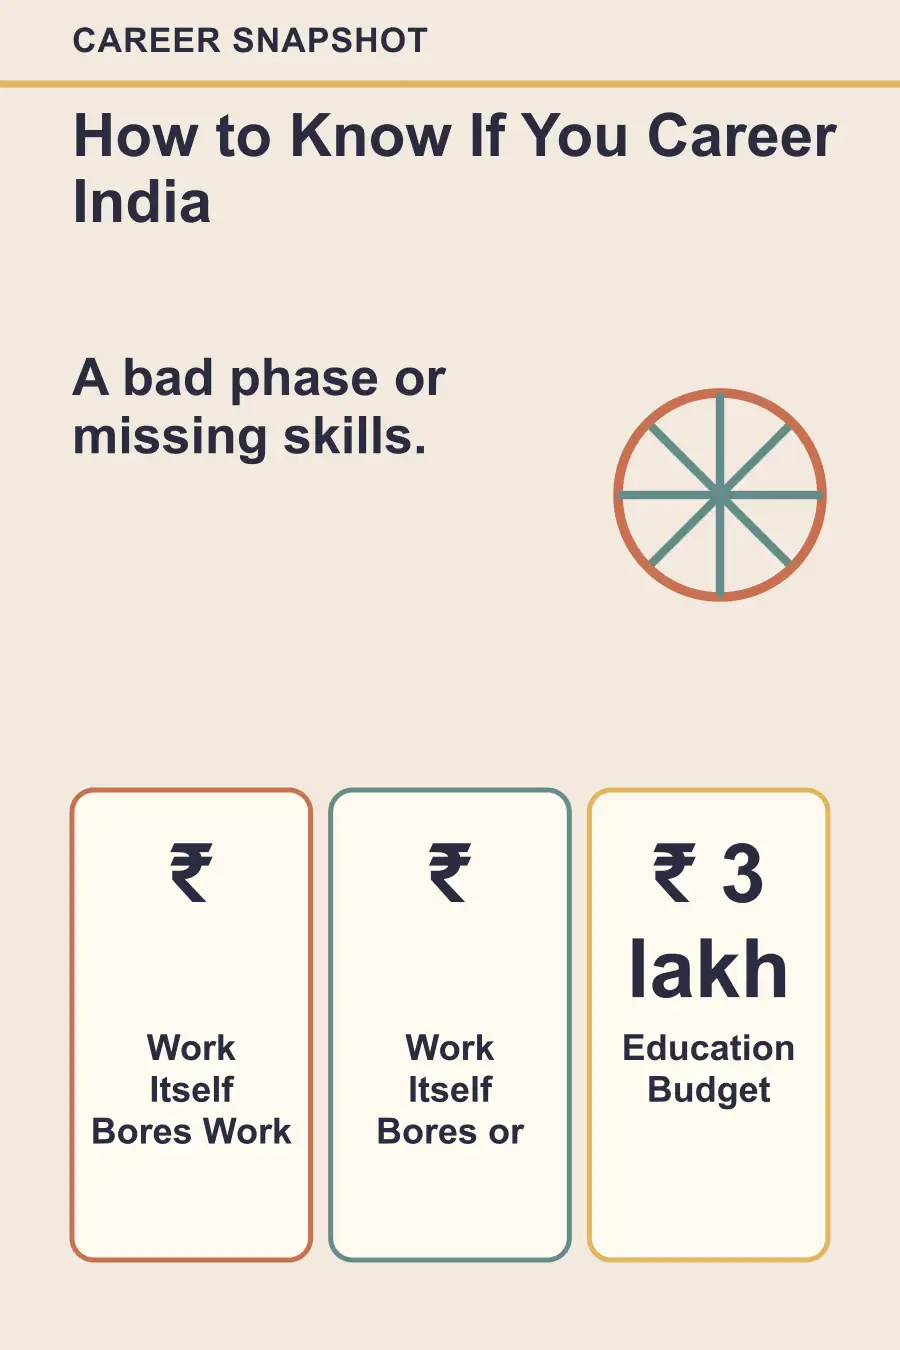 CAREER SNAPSHOT
How to Know If You Career
India
A bad phase or
missing skills.
₹
Work
Itself
Bores Work
₹
Work
Itself
Bores or
₹ 3
lakh
Education
Budget